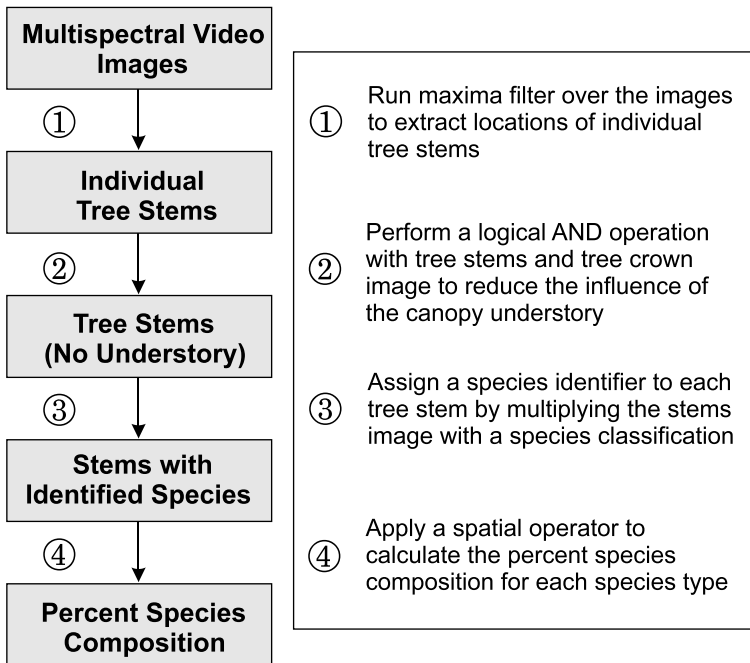 Multispectral Video
Images
①
Individual
Tree Stems
②
Tree Stems
(No Understory)
③
Stems with
Identified Species
④
Percent Species
Composition
①
Run maxima filter over the images
to extract locations of individual
tree stems
②
Perform a logical AND operation
with tree stems and tree crown
image to reduce the influence of
the canopy understory
③
Assign a species identifier to each
tree stem by multiplying the stems
image with a species classification
④
Apply a spatial operator to
calculate the percent species
composition for each species type